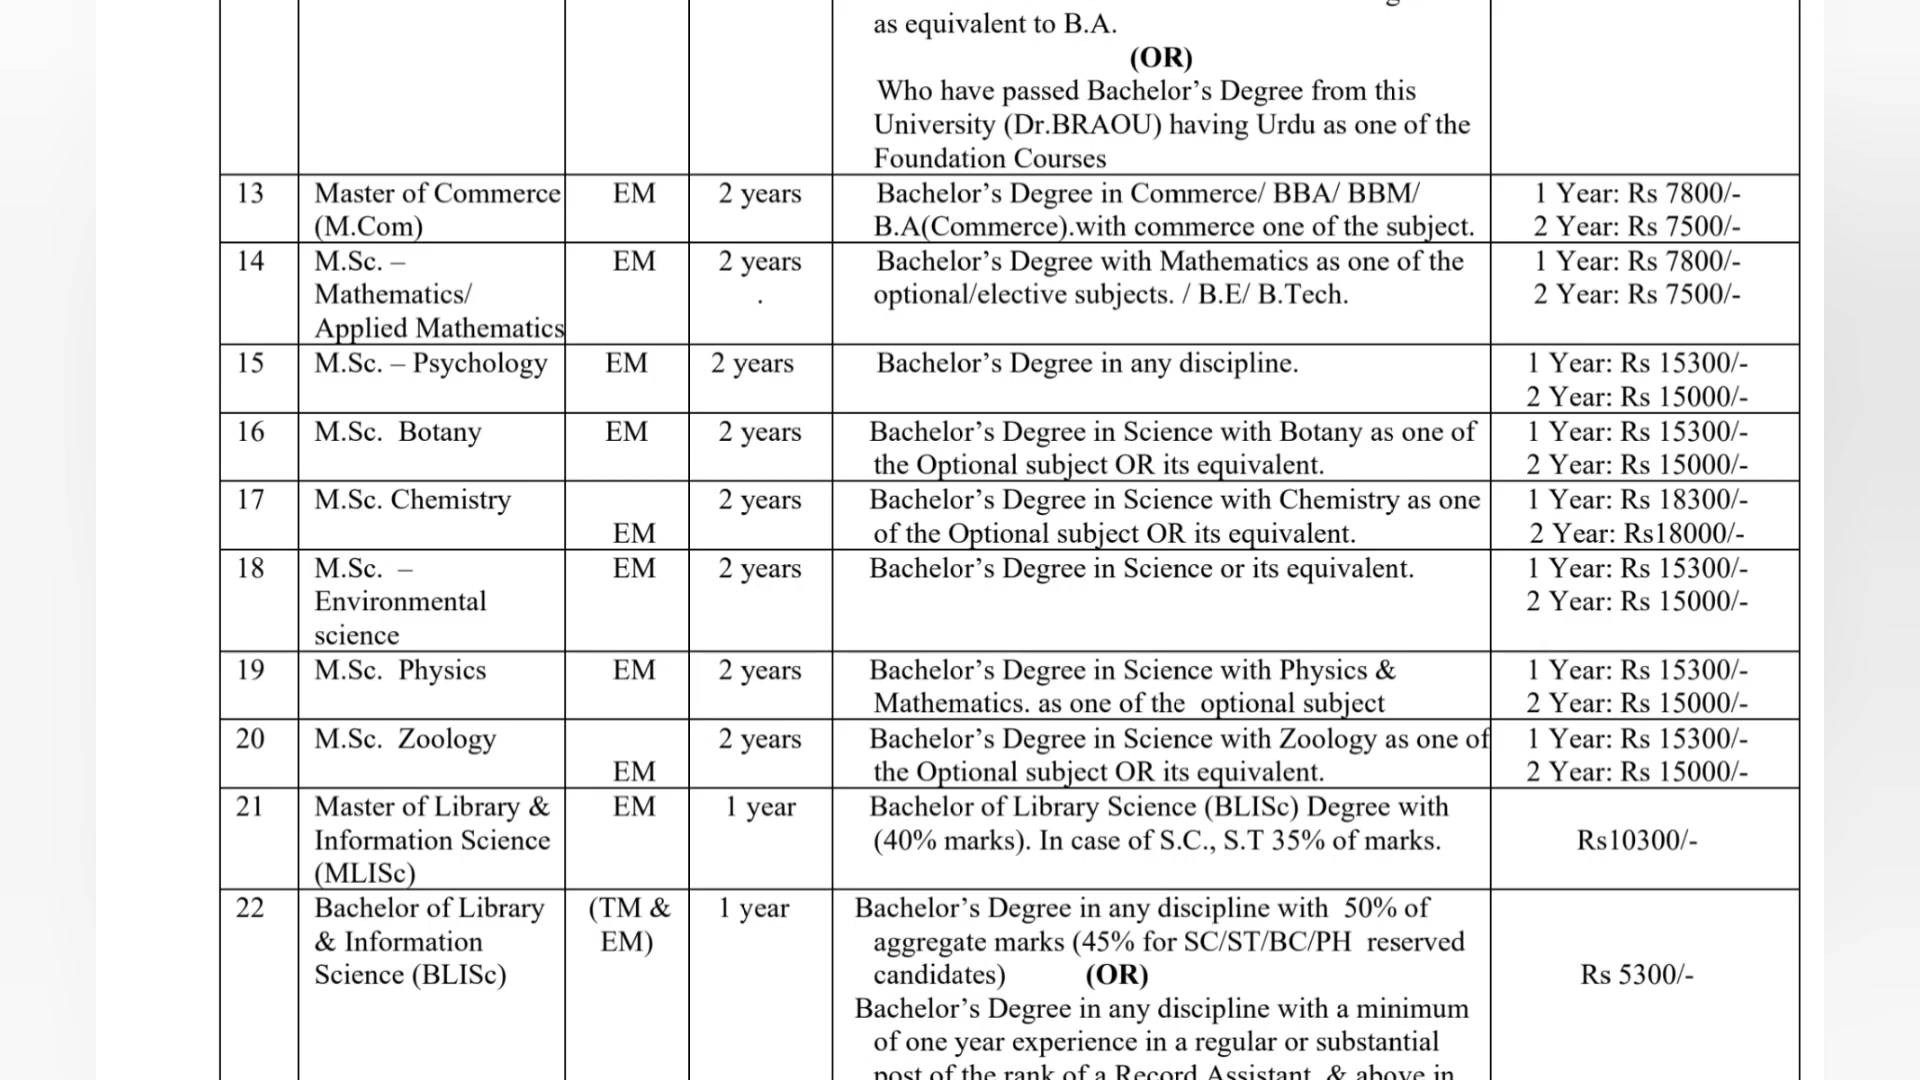 as equivalent to B.A.
(OR)
Who have passed Bachelor’s Degree from this
University (Dr.BRAOU) having Urdu as one of the
Foundation Courses
13 Master of Commerce EM 2 years Bachelor’s Degree in Commerce/ BBA/ BBM/ 1 Year: Rs 7800/-
(M.Com) B.A(Commerce).with commerce one of the subject. 2 Year: Rs 7500/-
14 M.Sc. – EM 2 years Bachelor’s Degree with Mathematics as one of the 1 Year: Rs 7800/-
Mathematics/ . optional/elective subjects. / B.E/ B.Tech. 2 Year: Rs 7500/-
Applied Mathematics
15 M.Sc. – Psychology EM 2 years Bachelor’s Degree in any discipline. 1 Year: Rs 15300/-
2 Year: Rs 15000/-
16 M.Sc. Botany EM 2 years Bachelor’s Degree in Science with Botany as one of 1 Year: Rs 15300/-
the Optional subject OR its equivalent. 2 Year: Rs 15000/-
17 M.Sc. Chemistry 2 years Bachelor’s Degree in Science with Chemistry as one 1 Year: Rs 18300/-
EM of the Optional subject OR its equivalent. 2 Year: Rs18000/-
18 M.Sc. – EM 2 years Bachelor’s Degree in Science or its equivalent. 1 Year: Rs 15300/-
Environmental 2 Year: Rs 15000/-
science
19 M.Sc. Physics EM 2 years Bachelor’s Degree in Science with Physics & 1 Year: Rs 15300/-
Mathematics. as one of the optional subject 2 Year: Rs 15000/-
20 M.Sc. Zoology 2 years Bachelor’s Degree in Science with Zoology as one of 1 Year: Rs 15300/-
EM the Optional subject OR its equivalent. 2 Year: Rs 15000/-
21 Master of Library & EM 1 year Bachelor of Library Science (BLISc) Degree with
Information Science (40% marks). In case of S.C., S.T 35% of marks. Rs10300/-
(MLISc)
22 Bachelor of Library (TM & 1 year Bachelor’s Degree in any discipline with 50% of
& Information EM) aggregate marks (45% for SC/ST/BC/PH reserved
Science (BLISc) candidates) (OR) Rs 5300/-
Bachelor’s Degree in any discipline with a minimum
of one year experience in a regular or substantial
post of the rank of a Record Assistant & above in